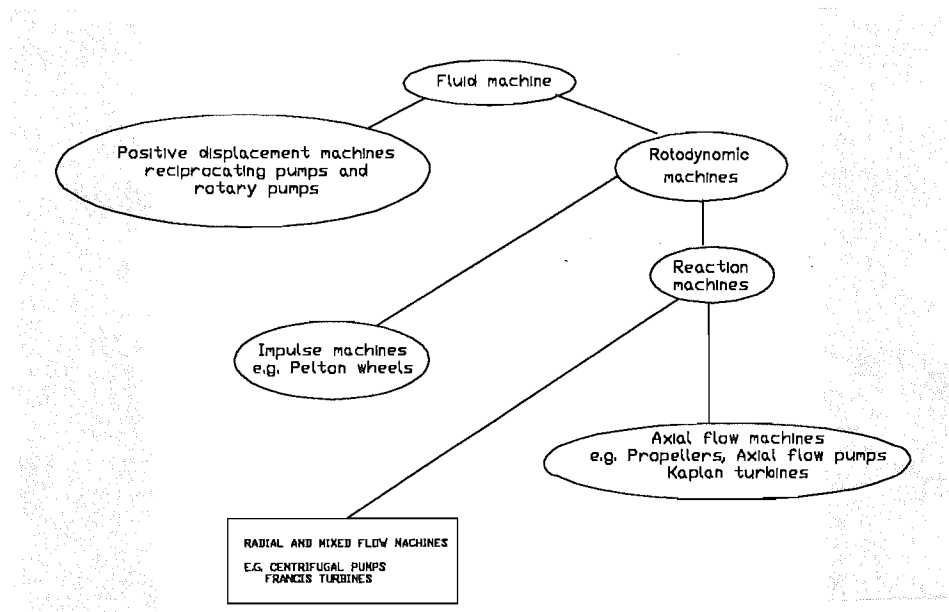 Fluid machine
Positive displacement machines
reciprocating pumps and
rotary pumps
Rotodynomic
machines
Reaction
machines
Impulse machines
e.g. Pelton wheels
Axial flow machines
e.g. Propellers, Axial flow pumps
Kaplan turbines
RADIAL AND MIXED FLOW MACHINES
E.G. CENTRIFUGAL PUMPS
FRANCIS TURBINES